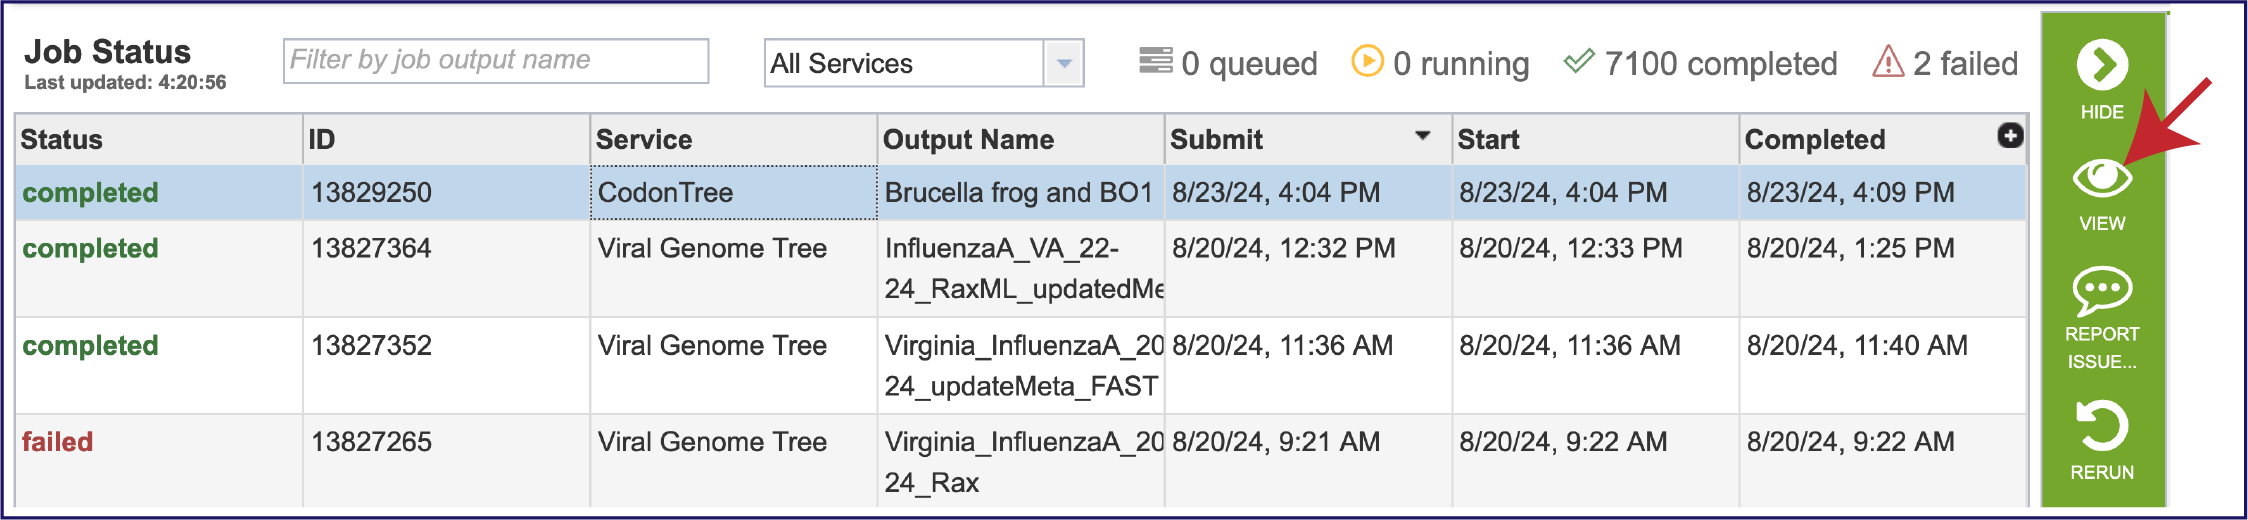 Job Status
Last updated: 4:20:56
Filter by job output name
All Services
0 queued
0 running
7100 completed
2 failed
Status ID Service Output Name Submit Start Completed
completed 13829250 CodonTree Brucella frog and BO1 8/23/24, 4:04 PM 8/23/24, 4:04 PM 8/23/24, 4:09 PM
completed 13827364 Viral Genome Tree InfluenzaA_VA_22- 8/20/24, 12:32 PM 8/20/24, 12:33 PM 8/20/24, 1:25 PM
24_RaxML_updatedMe
completed 13827352 Viral Genome Tree Virginia_InfluenzaA_20 8/20/24, 11:36 AM 8/20/24, 11:36 AM 8/20/24, 11:40 AM
24_updateMeta_FAST
failed 13827265 Viral Genome Tree Virginia_InfluenzaA_20 8/20/24, 9:21 AM 8/20/24, 9:22 AM 8/20/24, 9:22 AM
24_Rax
HIDE
VIEW
REPORT
ISSUE...
RERUN